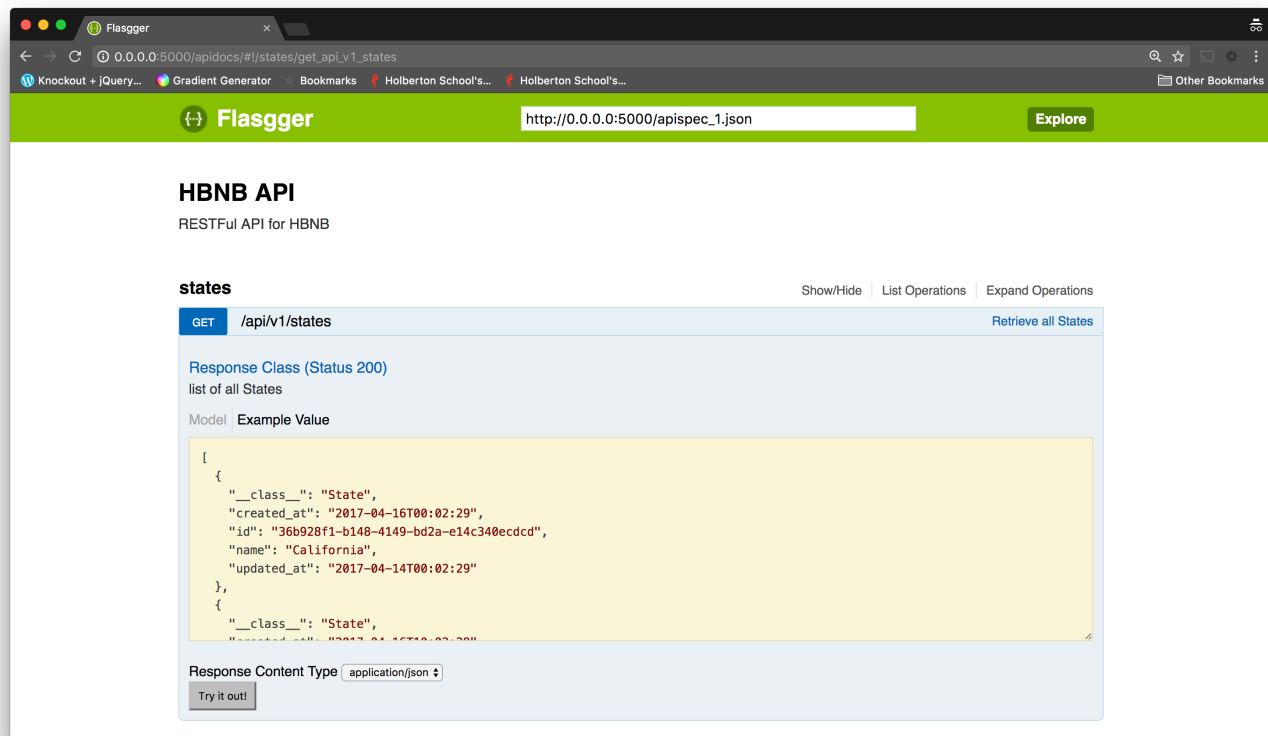 Flasgger
0.0.0.0:5000/apidocs/#!/states/get_api_v1_states
Knockout + jQuery... Gradient Generator Bookmarks Holberton School's... Holberton School's... Other Bookmarks
{··} Flasgger http://0.0.0.0:5000/apispec_1.json Explore
HBNB API
RESTFul API for HBNB
states Show/Hide List Operations Expand Operations
GET /api/v1/states Retrieve all States
Response Class (Status 200)
list of all States
Model Example Value
[
{
"__class__": "State",
"created_at": "2017-04-16T00:02:29",
"id": "36b928f1-b148-4149-bd2a-e14c340ecdcd",
"name": "California",
"updated_at": "2017-04-14T00:02:29"
},
{
"__class__": "State",
Response Content Type application/json
Try it out!